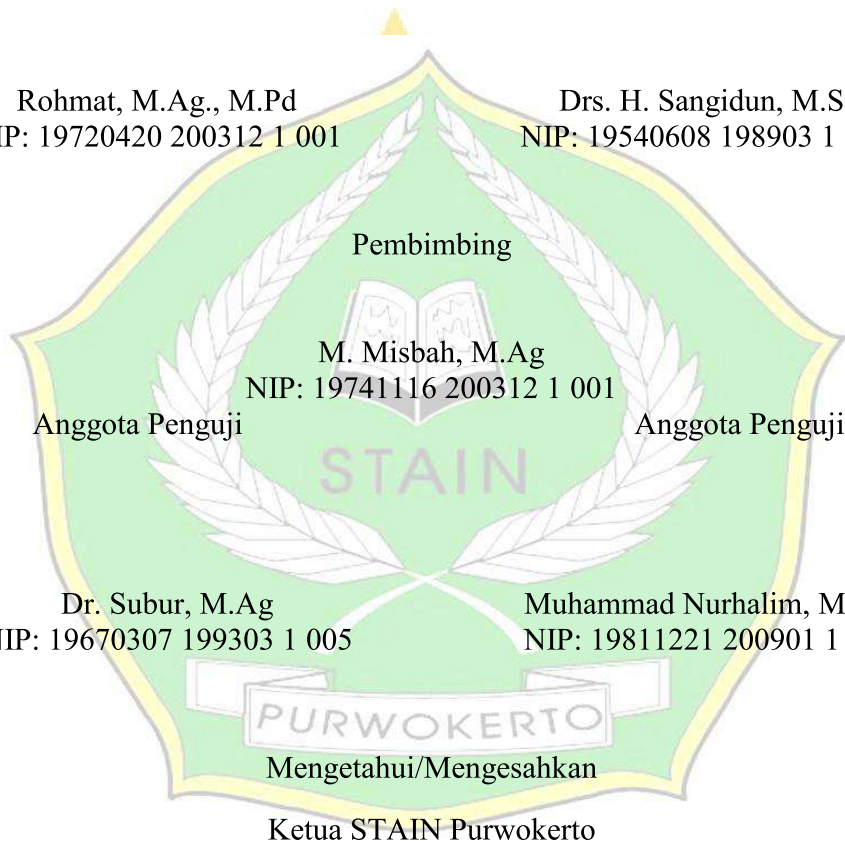 Rohmat, M.Ag., M.Pd Drs. H. Sangidun, M.S
IP: 19720420 200312 1 001 NIP: 19540608 198903 1
Pembimbing
M. Misbah, M.Ag
NIP: 19741116 200312 1 001
Anggota Penguji Anggota Penguji
STAIN
Dr. Subur, M.Ag Muhammad Nurhalim, M
NIP: 19670307 199303 1 005 NIP: 19811221 200901 1
PURWOKERTO
Mengetahui/Mengesahkan
Ketua STAIN Purwokerto